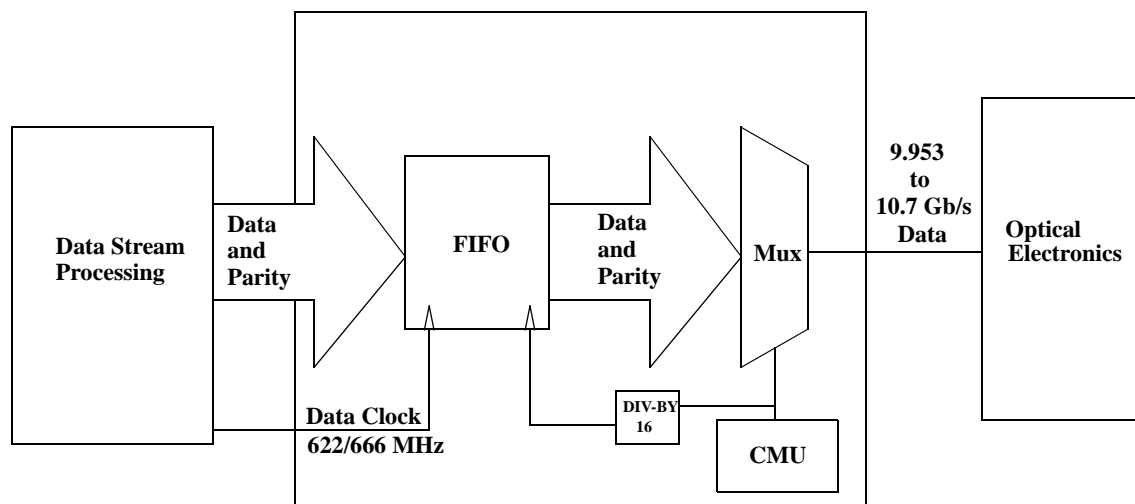 Data Stream
Processing
Data
and
Parity
Data Clock
622/666 MHz
FIFO
Data
and
Parity
DIV-BY
16
Mux
CMU
9.953
to
10.7 Gb/s
Data
Optical
Electronics